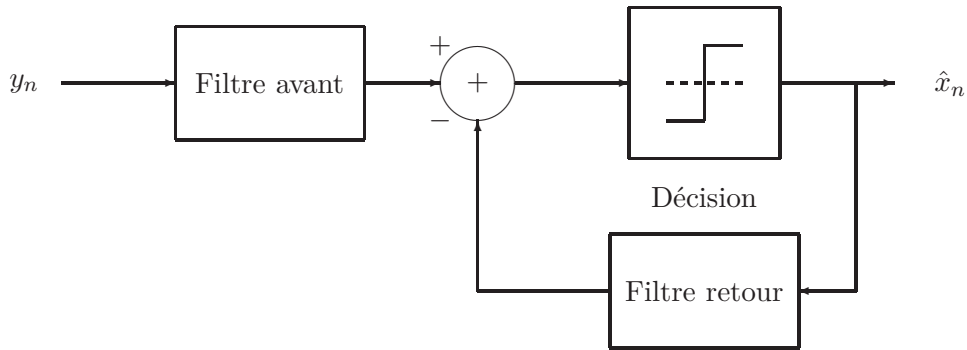 +
y_n Filtre avant + x̂_n
−
Décision
Filtre retour